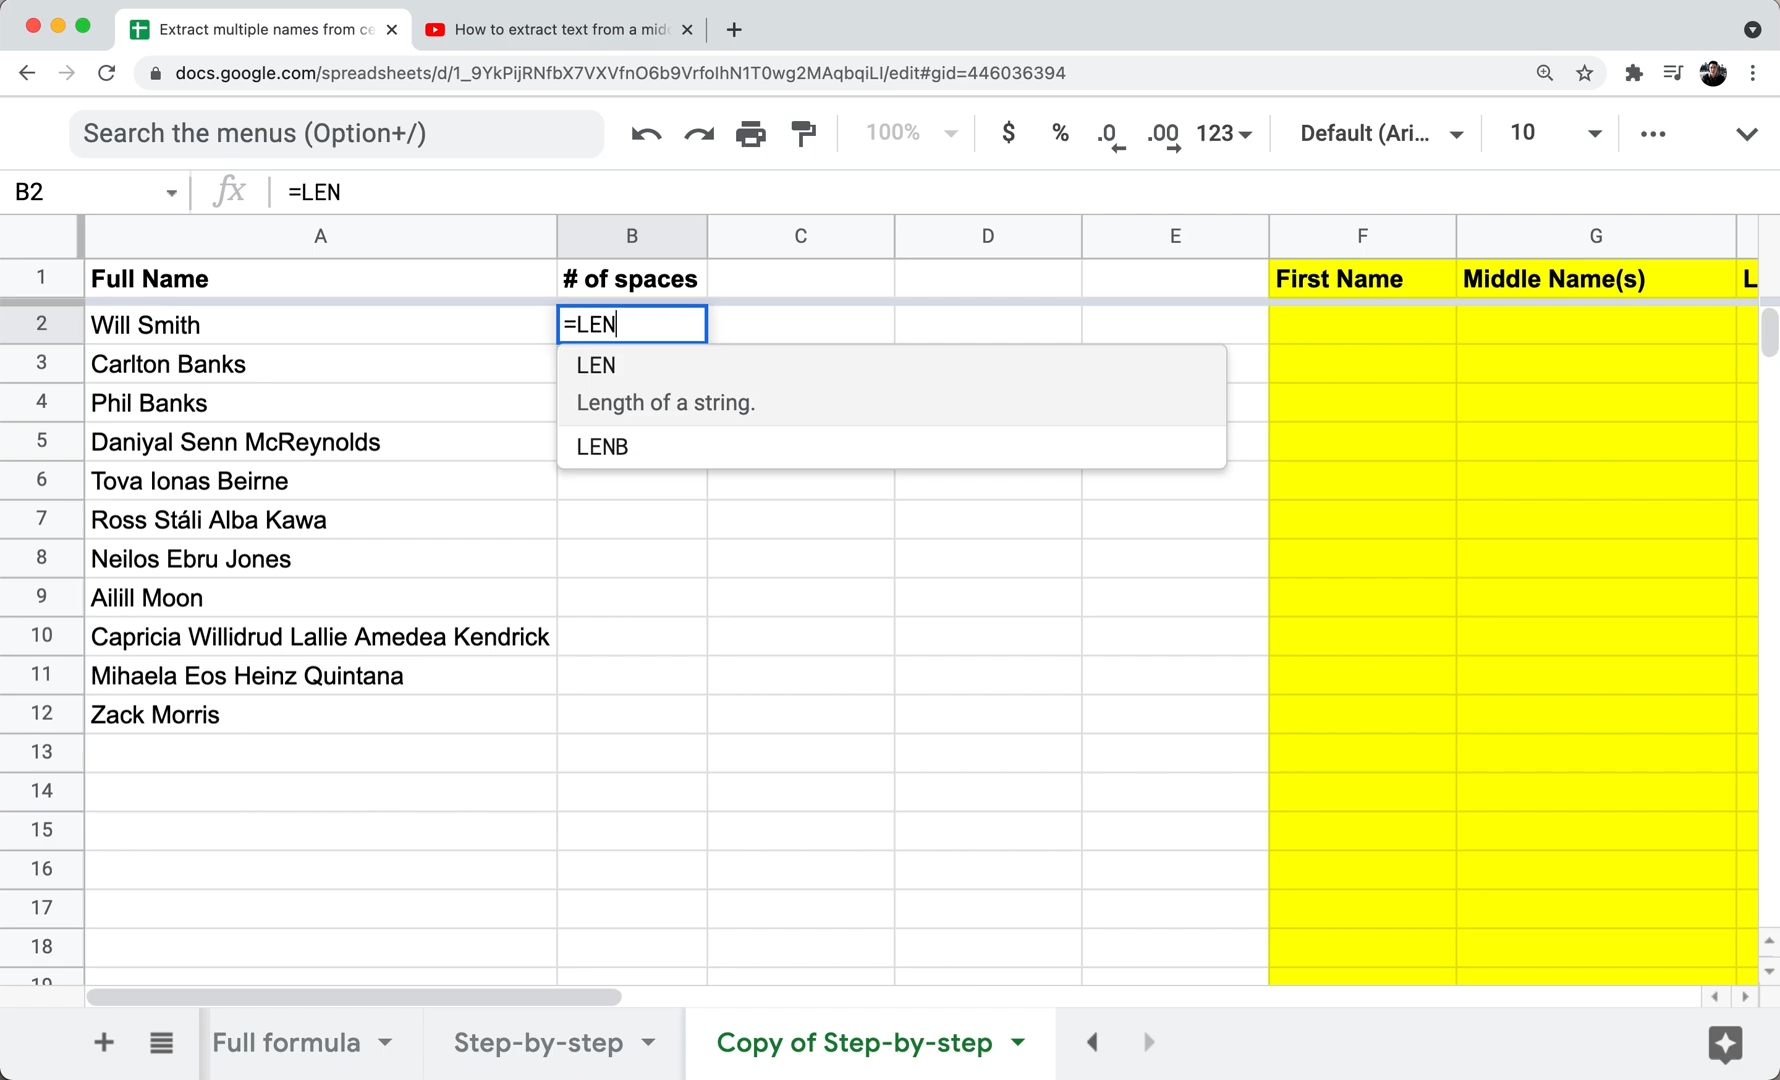 Extract multiple names from ce
How to extract text from a mid
docs.google.com/spreadsheets/d/1_9YkPijRNfbX7VXVfnO6b9VrfoIhN1T0wg2MAqbqiLI/edit#gid=446036394
Search the menus (Option+/)
100%
$
%
.0
.00
123
Default (Ari...
10
B2
fx
=LEN
A B C D E F G
1 Full Name # of spaces First Name Middle Name(s) L
2 Will Smith =LEN
LEN
3 Carlton Banks
Length of a string.
4 Phil Banks
LENB
5 Daniyal Senn McReynolds
6 Tova Ionas Beirne
7 Ross Stáli Alba Kawa
8 Neilos Ebru Jones
9 Ailill Moon
10 Capricia Willidrud Lallie Amedea Kendrick
11 Mihaela Eos Heinz Quintana
12 Zack Morris
13
14
15
16
17
18
19
Full formula
Step-by-step
Copy of Step-by-step